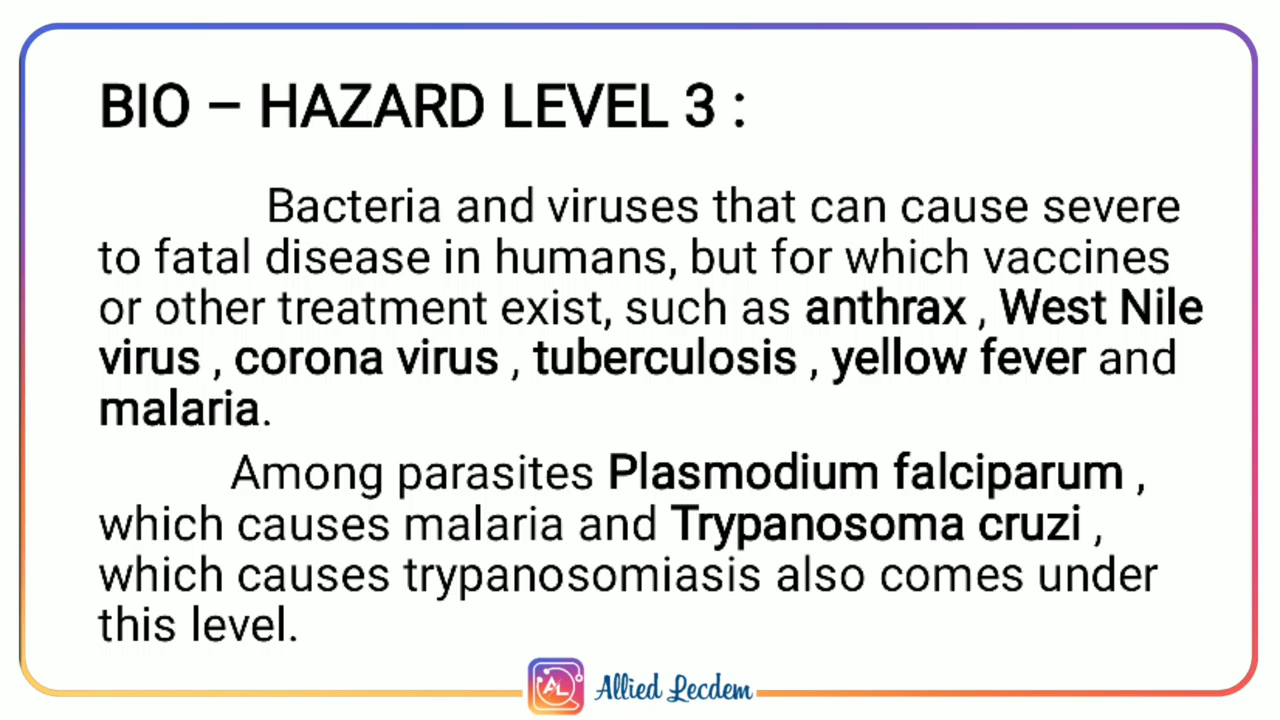 BIO – HAZARD LEVEL 3 :
Bacteria and viruses that can cause severe
to fatal disease in humans, but for which vaccines
or other treatment exist, such as anthrax , West Nile
virus , corona virus , tuberculosis , yellow fever and
malaria.
Among parasites Plasmodium falciparum ,
which causes malaria and Trypanosoma cruzi ,
which causes trypanosomiasis also comes under
this level.
AL Allied Lecdem